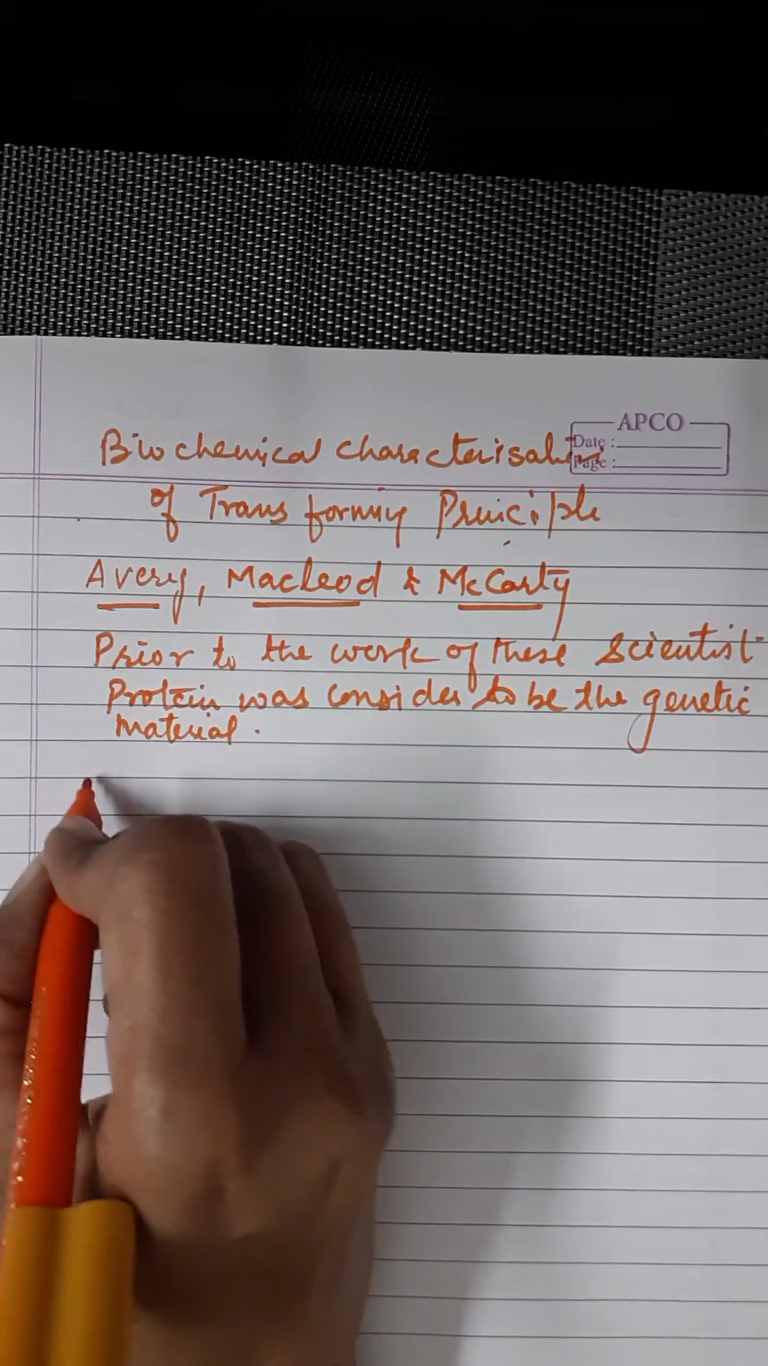 Biochemical characterisation
APCO
Date :
Page :
of Transforming Principle
Avery, Macleod & McCarty
Prior to the work of these scientist
Protein was consider to be the genetic
material.